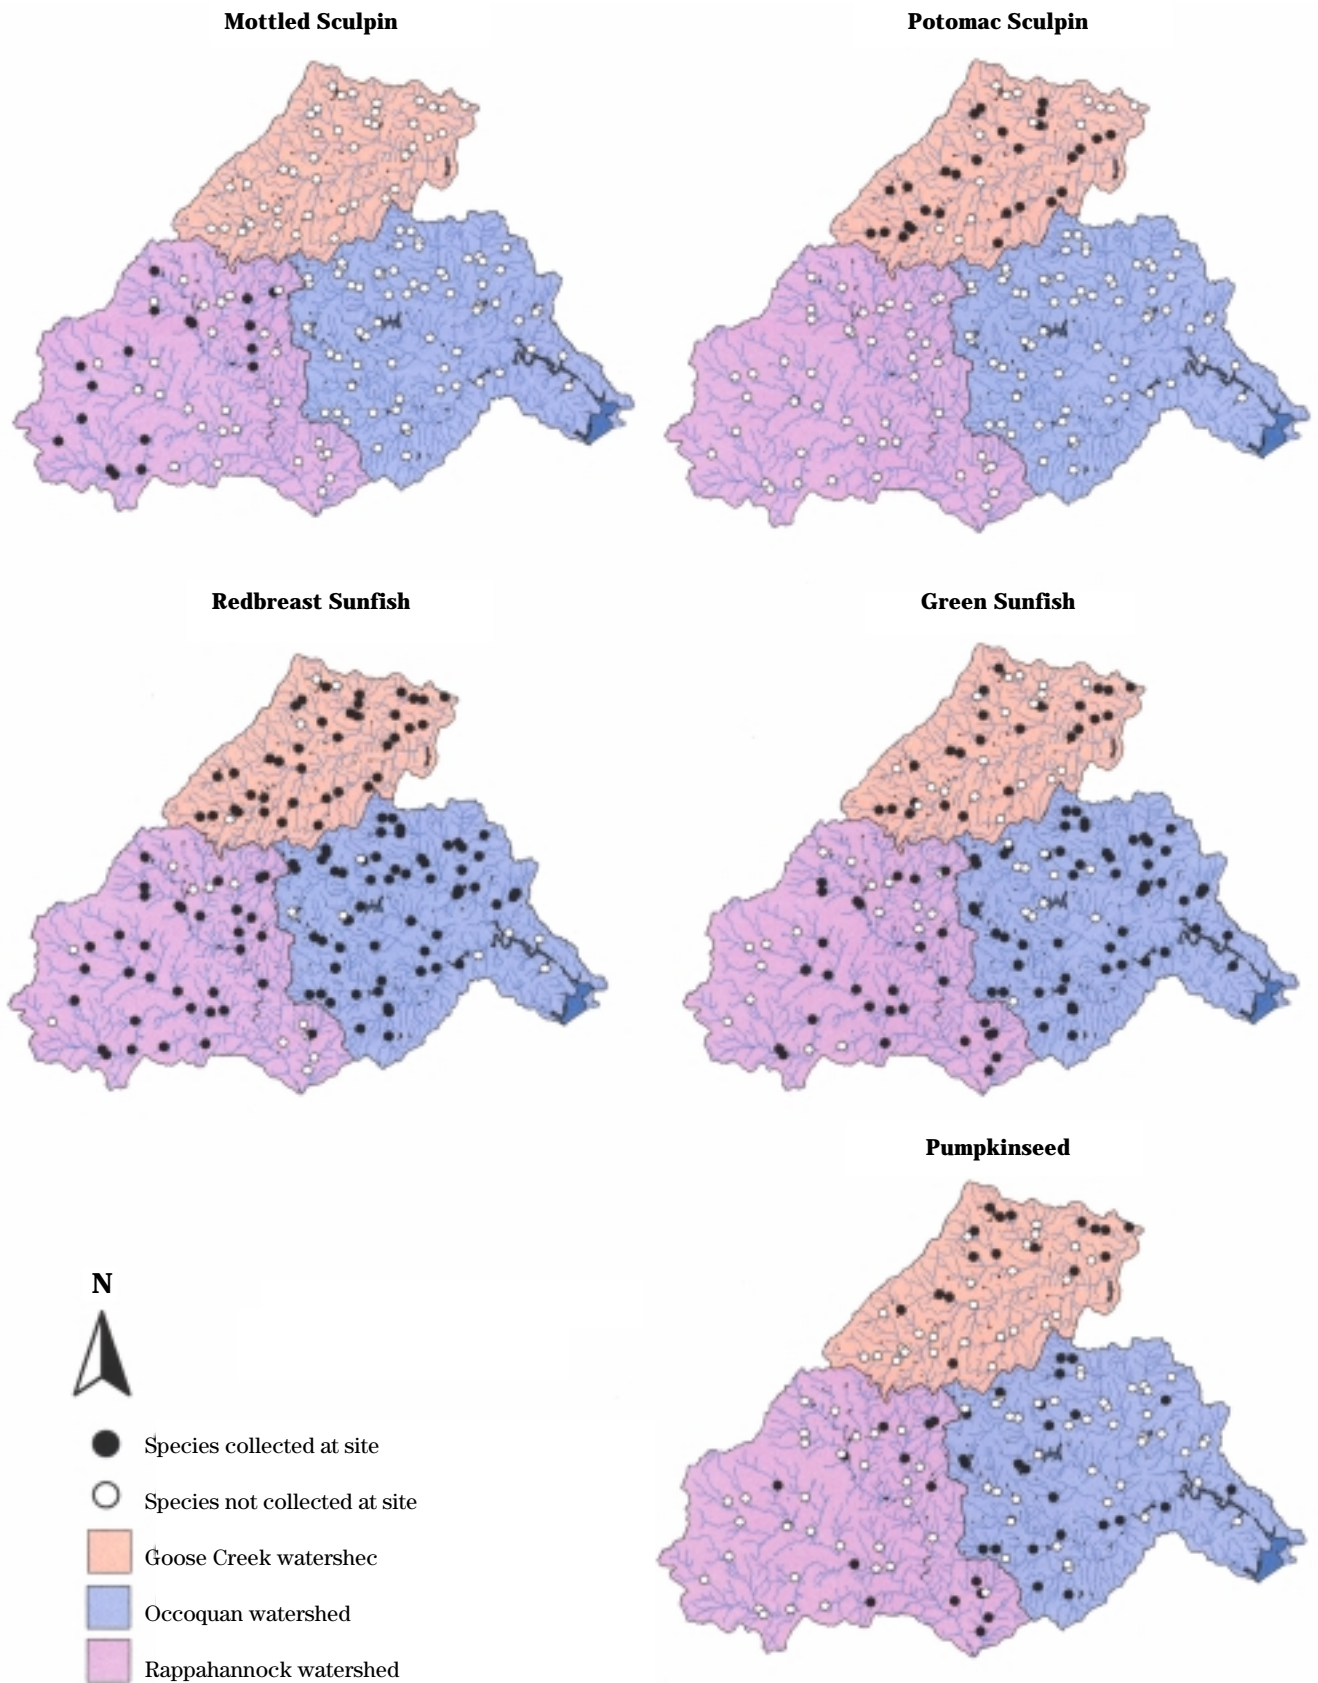 Mottled Sculpin
Potomac Sculpin
Redbreast Sunfish
Green Sunfish
Pumpkinseed
N
Species collected at site
Species not collected at site
Goose Creek watershec
Occoquan watershed
Rappahannock watershed